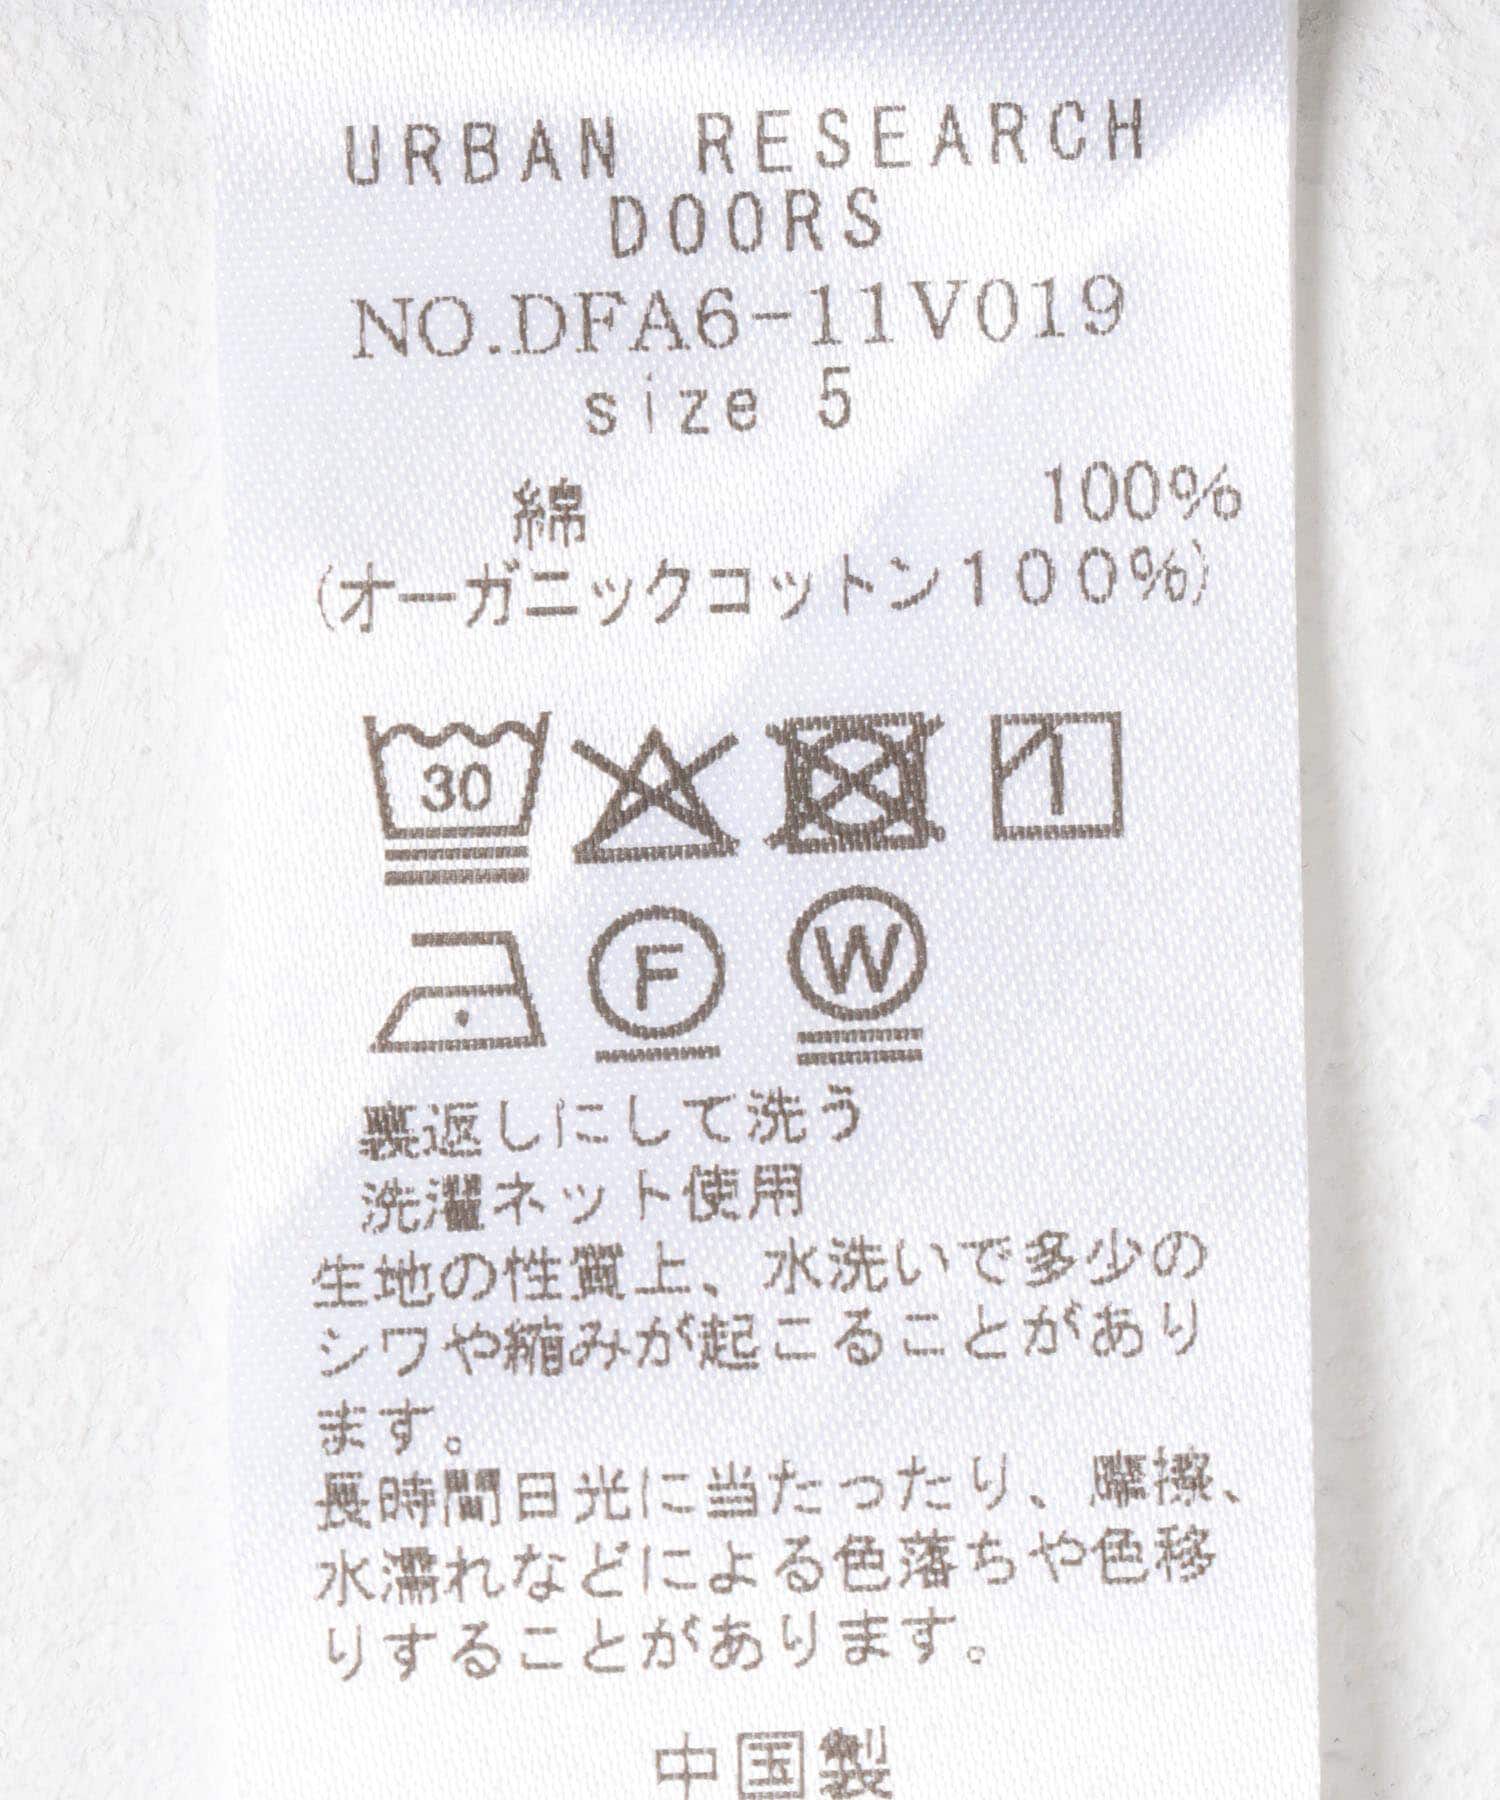 URBAN RESEARCH
DOORS
NO.DFA6-11V019
size 5
綿 100%
(オーガニックコットン100%)
30
F
W
裏返しにして洗う
洗濯ネット使用
生地の性質上、水洗いで多少の
シワや縮みが起こることがあり
ます。
長時間日光に当たったり、摩擦、
水濡れなどによる色落ちや色移
りすることがあります。
中国製